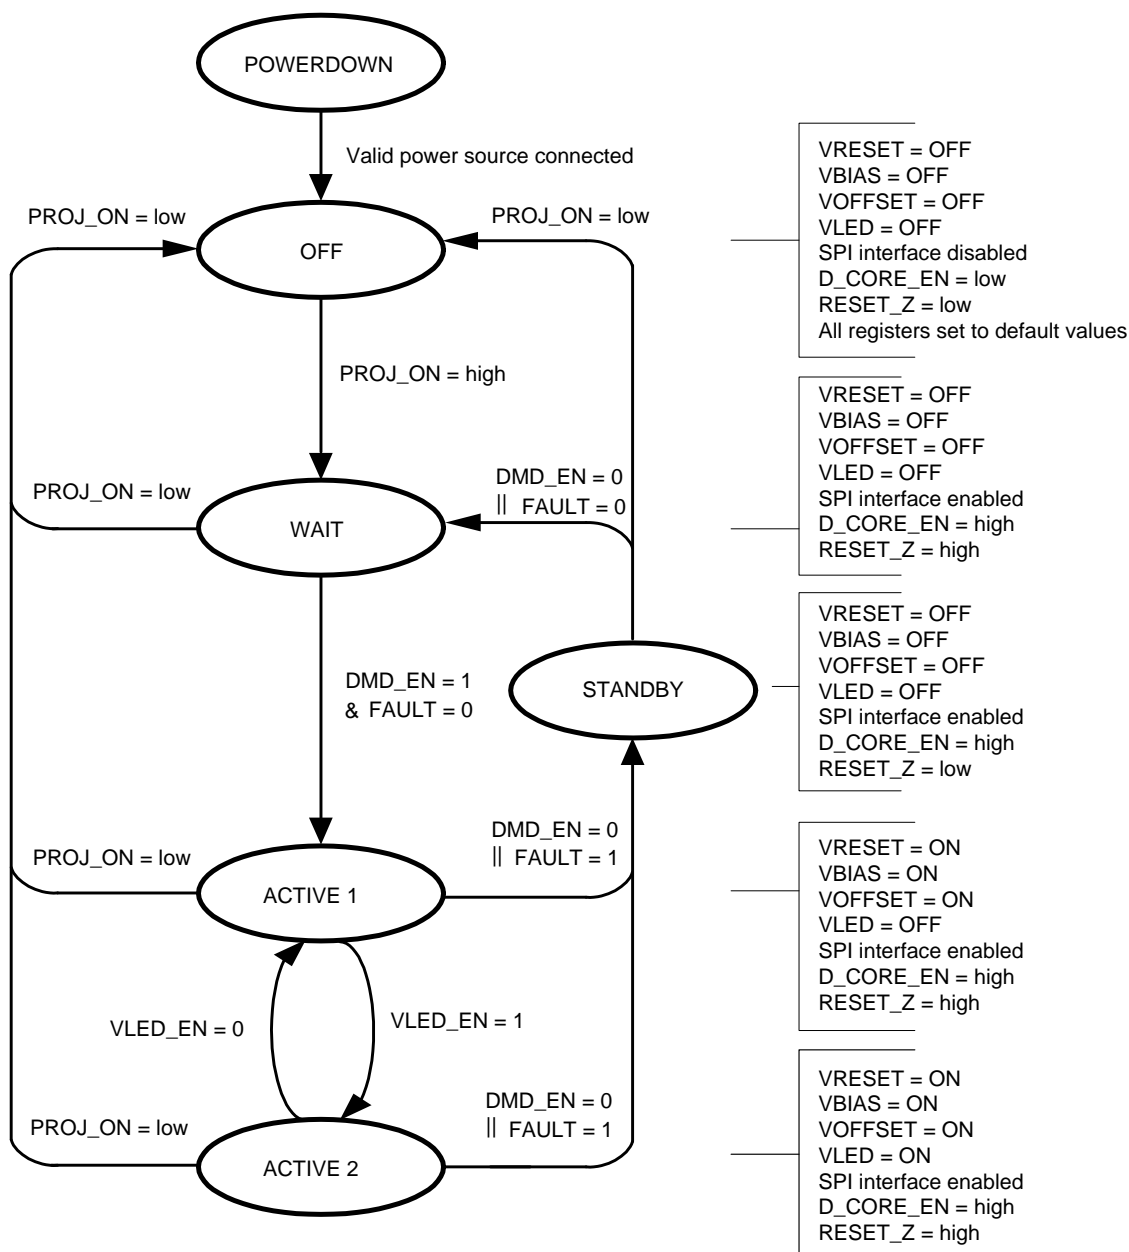 POWERDOWN
Valid power source connected
PROJ_ON = low
PROJ_ON = low
OFF
VRESET = OFF
VBIAS = OFF
VOFFSET = OFF
VLED = OFF
SPI interface disabled
D_CORE_EN = low
RESET_Z = low
All registers set to default values
PROJ_ON = high
PROJ_ON = low
DMD_EN = 0
|| FAULT = 0
WAIT
VRESET = OFF
VBIAS = OFF
VOFFSET = OFF
VLED = OFF
SPI interface enabled
D_CORE_EN = high
RESET_Z = high
DMD_EN = 1
& FAULT = 0
STANDBY
VRESET = OFF
VBIAS = OFF
VOFFSET = OFF
VLED = OFF
SPI interface enabled
D_CORE_EN = high
RESET_Z = low
PROJ_ON = low
DMD_EN = 0
|| FAULT = 1
ACTIVE 1
VRESET = ON
VBIAS = ON
VOFFSET = ON
VLED = OFF
SPI interface enabled
D_CORE_EN = high
RESET_Z = high
VLED_EN = 0
VLED_EN = 1
PROJ_ON = low
DMD_EN = 0
|| FAULT = 1
ACTIVE 2
VRESET = ON
VBIAS = ON
VOFFSET = ON
VLED = ON
SPI interface enabled
D_CORE_EN = high
RESET_Z = high